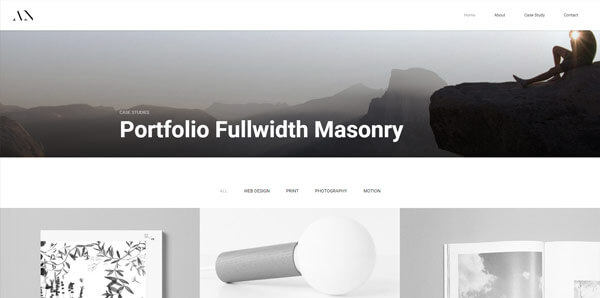 AN
Home About Case Study Contact
CASE STUDIES
Portfolio Fullwidth Masonry
ALL WEB DESIGN PRINT PHOTOGRAPHY MOTION